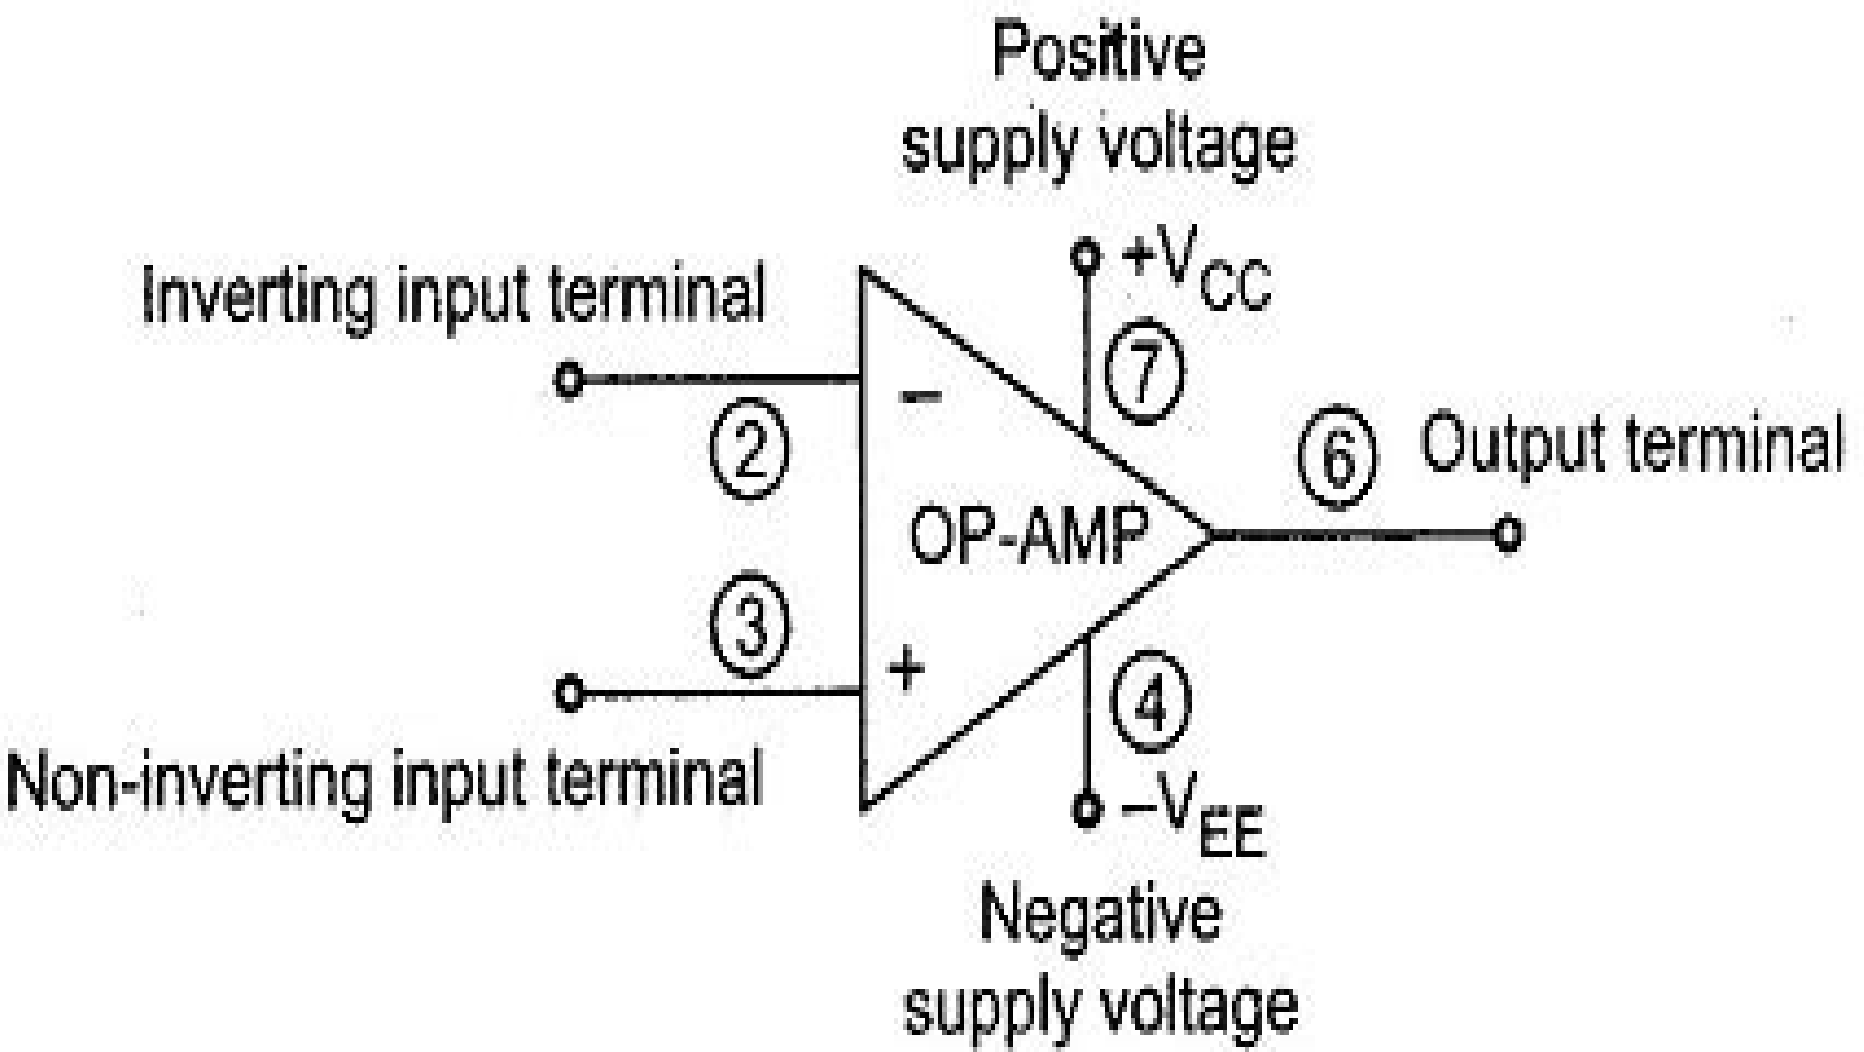 Positive
supply voltage
+VCC
Inverting input terminal
7
−
2
6 Output terminal
OP-AMP
3
+
4
Non-inverting input terminal
−VEE
Negative
supply voltage